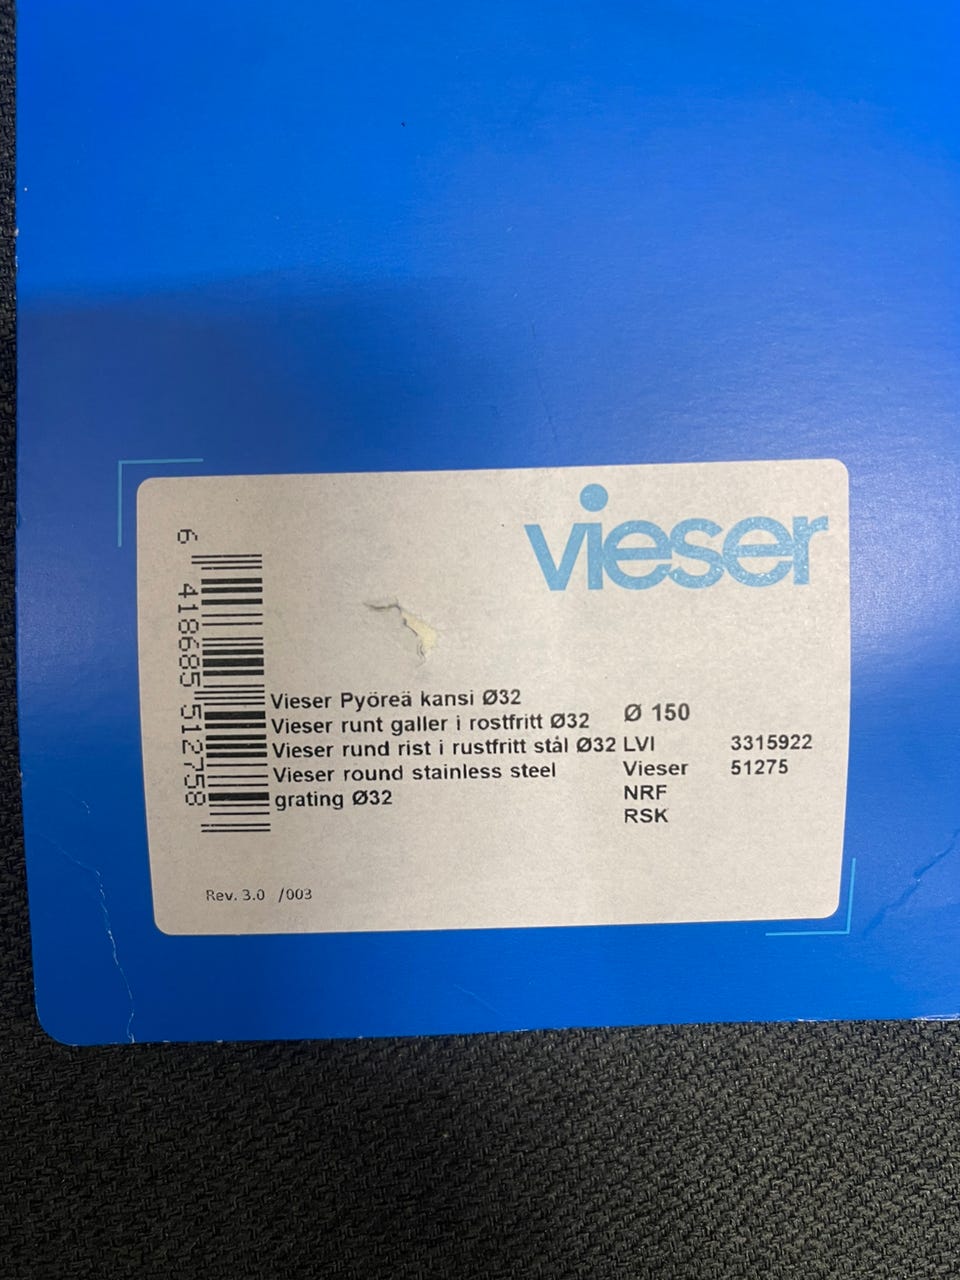 vieser
6 418685 512758
Vieser Pyöreä kansi Ø32
Vieser runt galler i rostfritt Ø32
Vieser rund rist i rustfritt stål Ø32
Vieser round stainless steel
grating Ø32
Ø 150
LVI 3315922
Vieser 51275
NRF
RSK
Rev. 3.0 /003